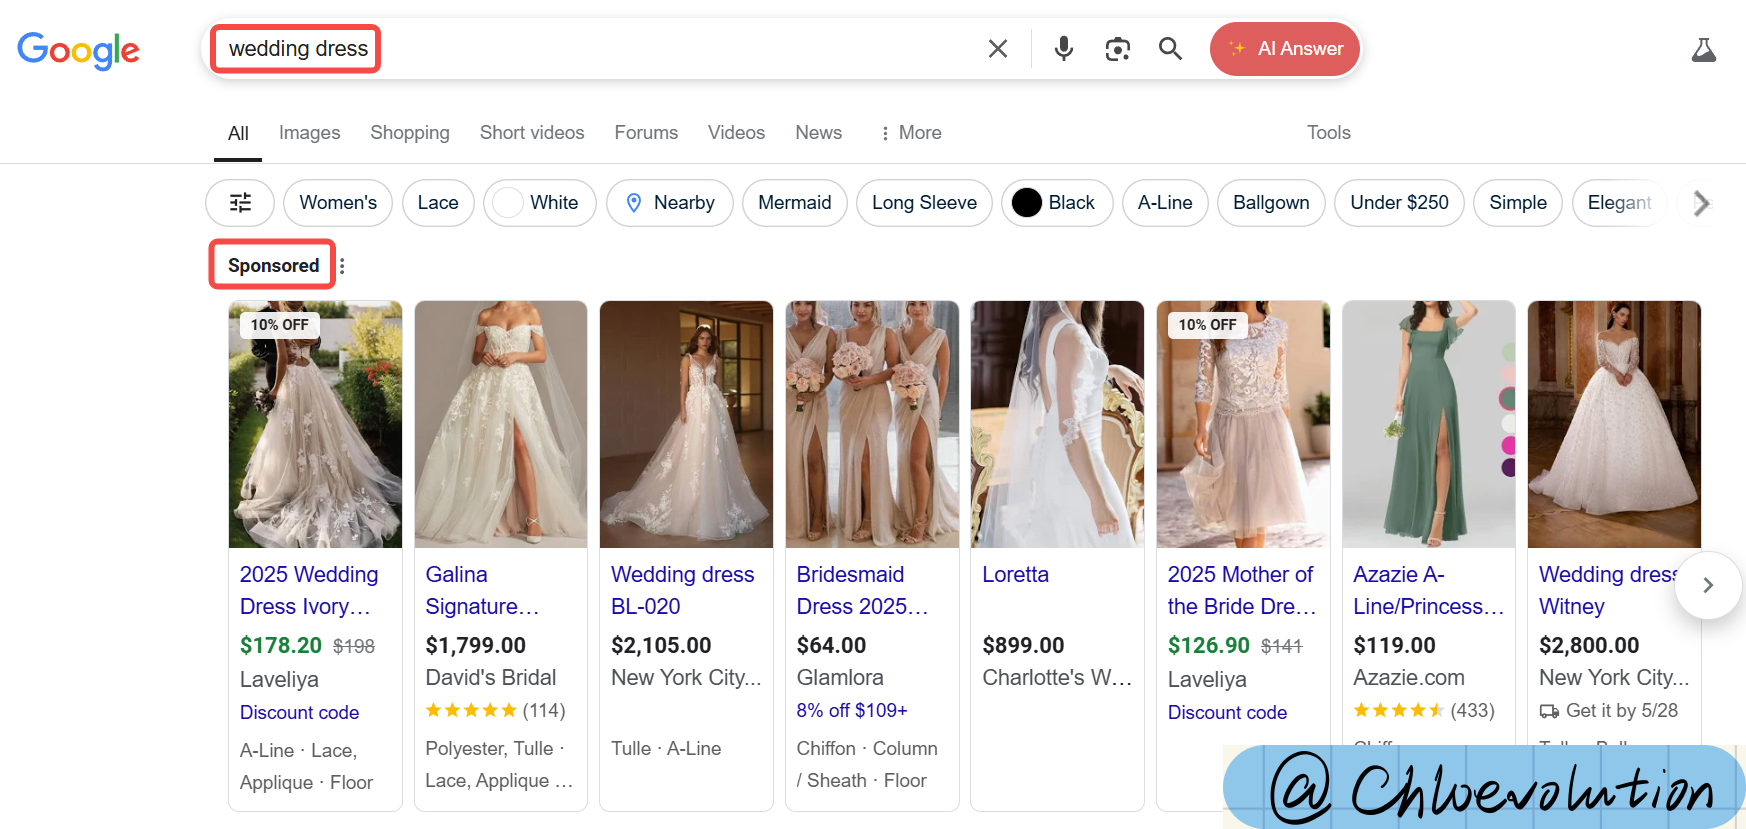 Google
wedding dress
AI Answer
All Images Shopping Short videos Forums Videos News More Tools
Women's Lace White Nearby Mermaid Long Sleeve Black A-Line Ballgown Under $250 Simple Elegant
Sponsored
10% OFF
2025 Wedding
Dress Ivory...
$178.20 $198
Laveliya
Discount code
A-Line · Lace,
Applique · Floor
Galina
Signature...
$1,799.00
David's Bridal
(114)
Polyester, Tulle ·
Lace, Applique ...
Wedding dress
BL-020
$2,105.00
New York City...
Tulle · A-Line
Bridesmaid
Dress 2025...
$64.00
Glamlora
8% off $109+
Chiffon · Column
/ Sheath · Floor
Loretta
$899.00
Charlotte's W...
10% OFF
2025 Mother of
the Bride Dre...
$126.90 $141
Laveliya
Discount code
Azazie A-
Line/Princess...
$119.00
Azazie.com
(433)
Wedding dress
Witney
$2,800.00
New York City...
Get it by 5/28
@Chloevolution